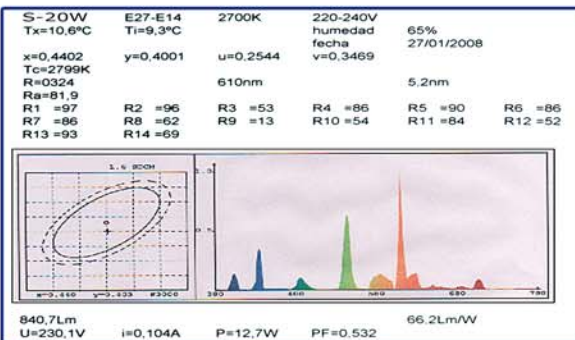 S-20W E27-E14 2700K 220-240V
Tx=10,6ºC Ti=9,3ºC humedad 65%
fecha 27/01/2008
x=0,4402 y=0,4001 u=0,2544 v=0,3469
Tc=2799K
R=0324 610nm 5,2nm
Ra=81,9
R1 =97 R2 =96 R3 =53 R4 =86 R5 =90 R6 =86
R7 =86 R8 =62 R9 =13 R10 =54 R11 =84 R12 =52
R13 =93 R14 =69
840,7Lm 66,2Lm/W
U=230,1V i=0,104A P=12,7W PF=0,532